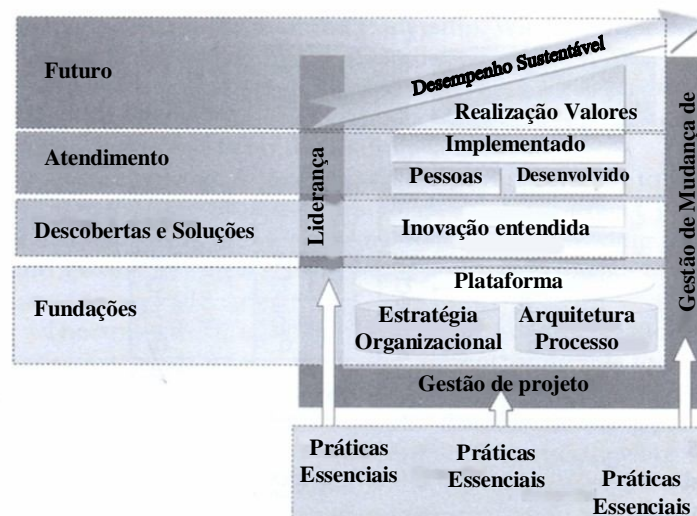 Futuro
Desempenho Sustentável
Realização Valores
Atendimento
Implementado
Pessoas
Desenvolvido
Liderança
Descobertas e Soluções
Inovação entendida
Gestão de Mudança de
Fundações
Plataforma
Estratégia
Organizacional
Arquitetura
Processo
Gestão de projeto
Práticas
Essenciais
Práticas
Essenciais
Práticas
Essenciais